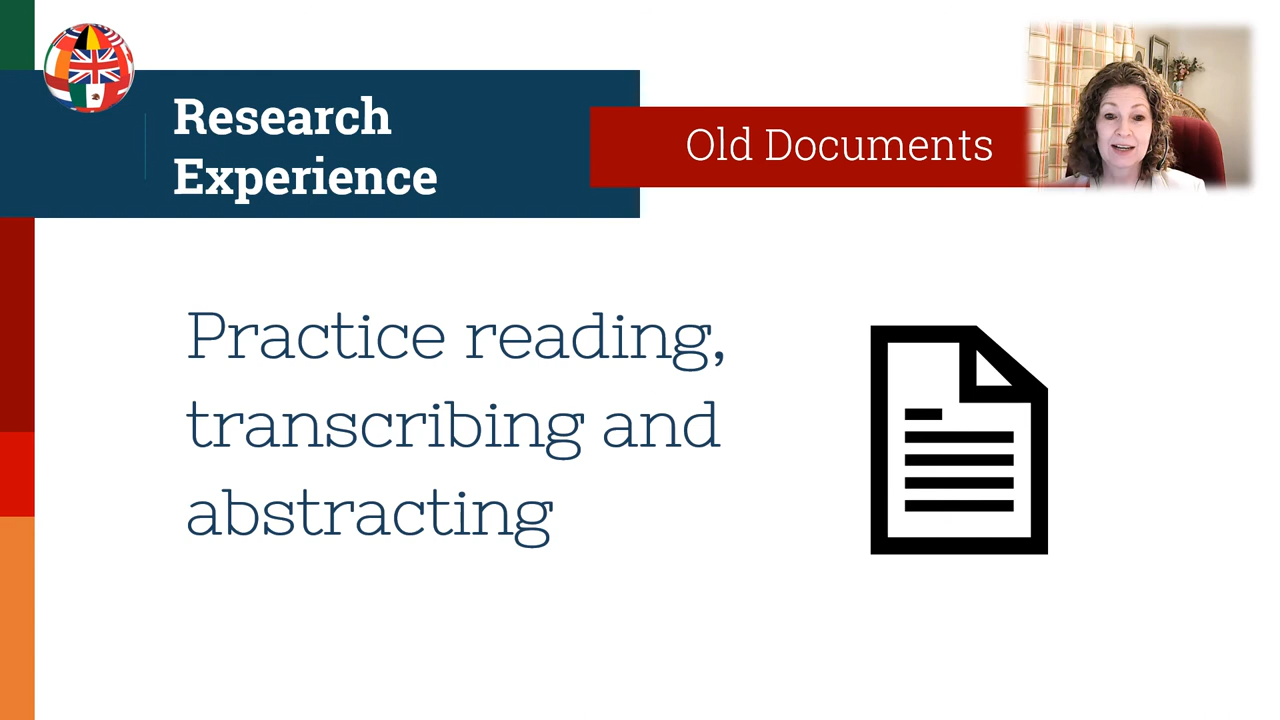 Research
Experience
Old Documents
Practice reading,
transcribing and
abstracting